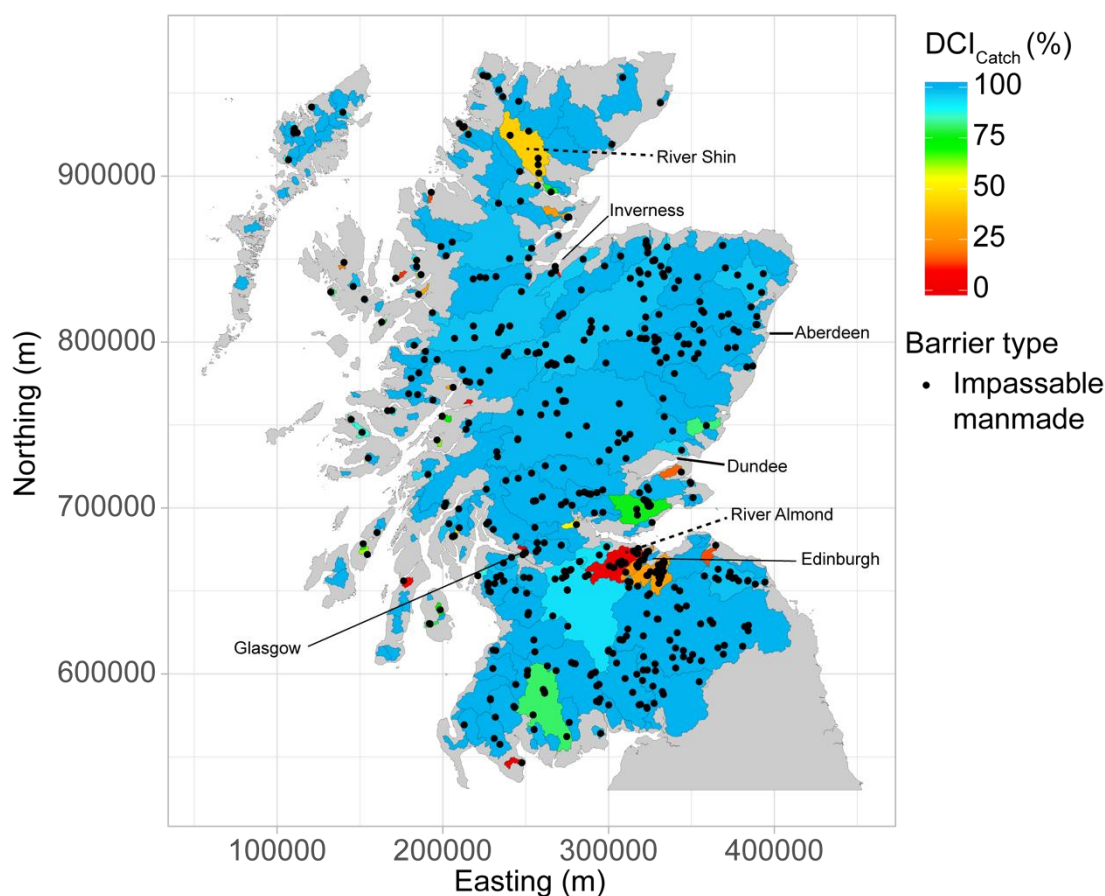 DCI Catch (%)
100
75
50
25
0
Barrier type
• Impassable
manmade
Northing (m)
900000
800000
700000
600000
River Shin
Inverness
Aberdeen
Dundee
River Almond
Edinburgh
Glasgow
100000 200000 300000 400000
Easting (m)